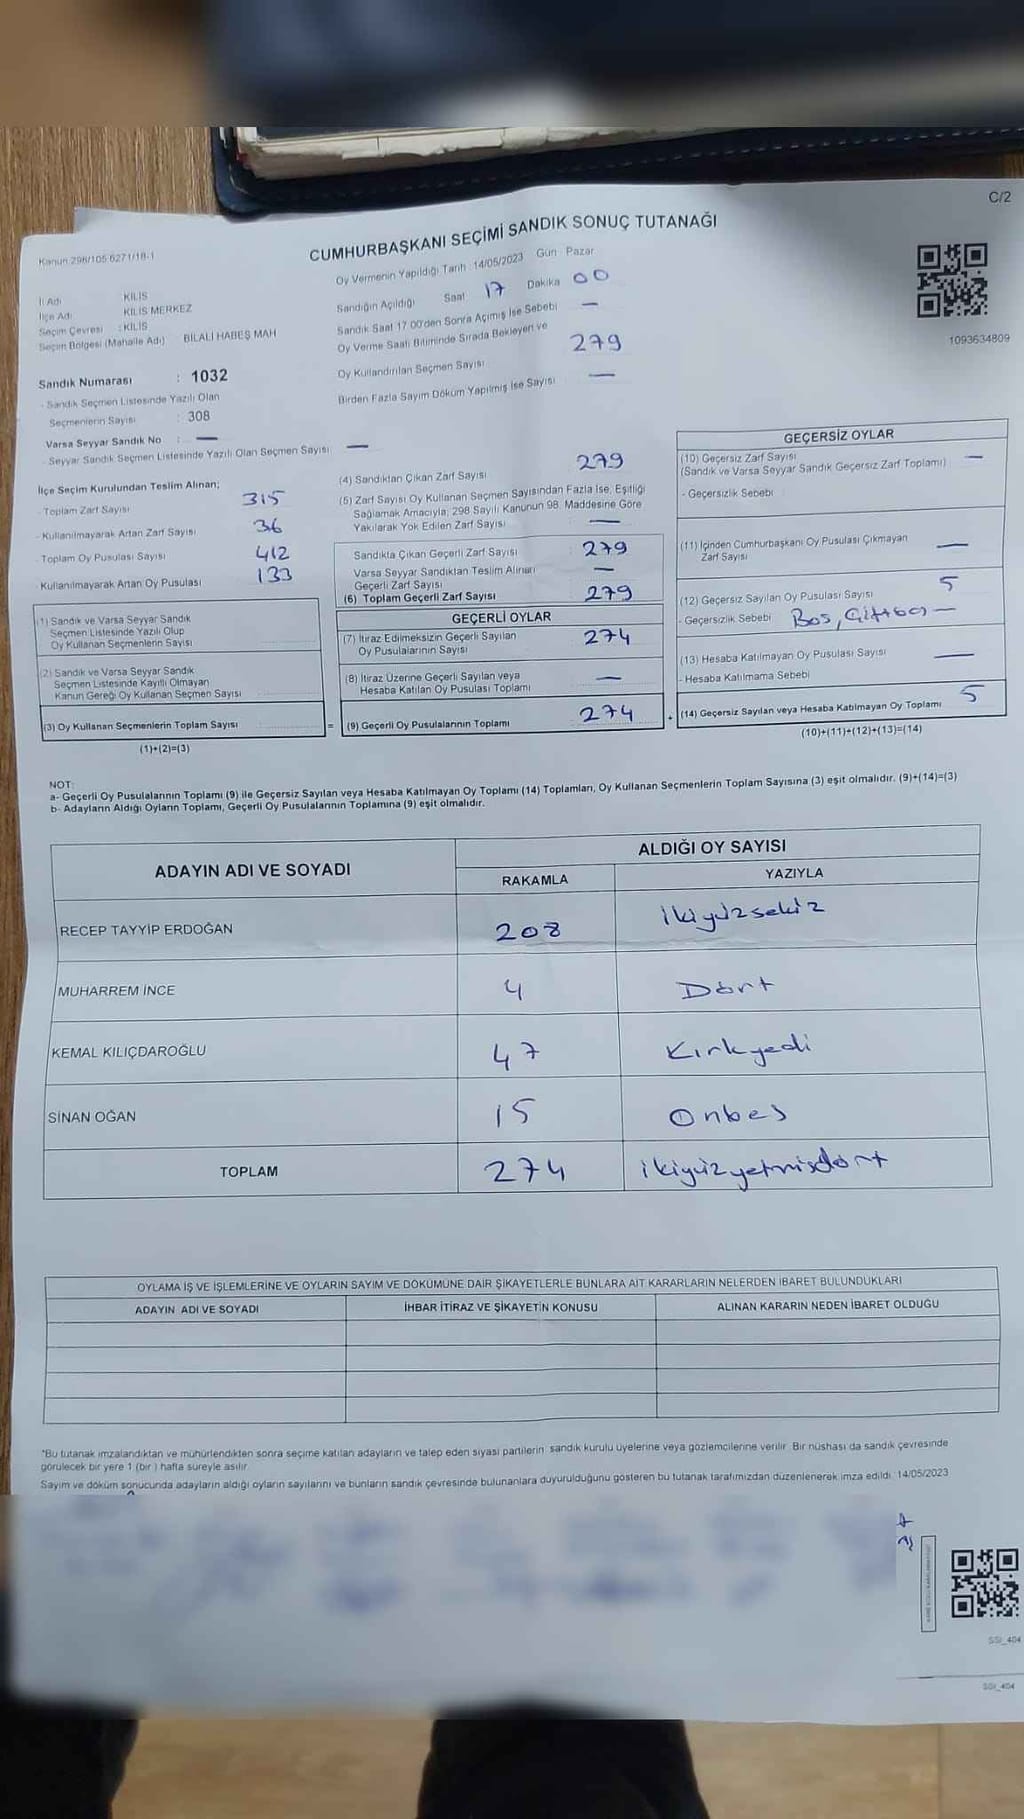 C/2
CUMHURBAŞKANI SEÇİMİ SANDIK SONUÇ TUTANAĞI
Kanun 298/105 6271/18-1
Oy Vermenin Yapıldığı Tarih : 14/05/2023 Gün : Pazar
İl Adı KİLİS
İlçe Adı : KİLİS MERKEZ
Seçim Çevresi : KİLİS
Seçim Bölgesi (Mahalle Adı) BİLALİ HABEŞ MAH
Sandık Numarası : 1032
- Sandık Seçmen Listesinde Yazılı Olan
Seçmenlerin Sayısı : 308
Varsa Seyyar Sandık No : —
- Seyyar Sandık Seçmen Listesinde Yazılı Olan Seçmen Sayısı —
Sandığın Açıldığı Saat 17 Dakika 00
Sandık Saat 17.00'den Sonra Açımış İse Sebebi —
Oy Verme Saati Bitiminde Sırada Bekleyen ve
Oy Kullandırılan Seçmen Sayısı 279
Birden Fazla Sayım Döküm Yapılmış İse Sayısı —
1093634809
İlçe Seçim Kurulundan Teslim Alınan;
- Toplam Zarf Sayısı 315
- Kullanılmayarak Artan Zarf Sayısı 36
- Toplam Oy Pusulası Sayısı 412
- Kullanılmayarak Artan Oy Pusulası 133
(1) Sandık ve Varsa Seyyar Sandık
Seçmen Listesinde Yazılı Olup
Oy Kullanan Seçmenlerin Sayısı
(2) Sandık ve Varsa Seyyar Sandık
Seçmen Listesinde Kayıtlı Olmayan
Kanun Gereği Oy Kullanan Seçmen Sayısı
(3) Oy Kullanan Seçmenlerin Toplam Sayısı =
(1)+(2)=(3)
(4) Sandıktan Çıkan Zarf Sayısı 279
(5) Zarf Sayısı Oy Kullanan Seçmen Sayısından Fazla İse, Eşitliği
Sağlamak Amacıyla, 298 Sayılı Kanunun 98. Maddesine Göre
Yakılarak Yok Edilen Zarf Sayısı —
Sandıkta Çıkan Geçerli Zarf Sayısı 279
Varsa Seyyar Sandıktan Teslim Alınan
Geçerli Zarf Sayısı —
(6) Toplam Geçerli Zarf Sayısı 279
GEÇERLİ OYLAR
(7) İtiraz Edilmeksizin Geçerli Sayılan
Oy Pusulalarının Sayısı 274
(8) İtiraz Üzerine Geçerli Sayılan veya
Hesaba Katılan Oy Pusulası Toplamı —
(9) Geçerli Oy Pusulalarının Toplamı 274 +
GEÇERSİZ OYLAR
(10) Geçersiz Zarf Sayısı —
(Sandık ve Varsa Seyyar Sandık Geçersiz Zarf Toplamı)
- Geçersizlik Sebebi
(11) İçinden Cumhurbaşkanı Oy Pusulası Çıkmayan
Zarf Sayısı —
(12) Geçersiz Sayılan Oy Pusulası Sayısı 5
- Geçersizlik Sebebi Boş,
(13) Hesaba Katılmayan Oy Pusulası Sayısı —
- Hesaba Katılmama Sebebi
(14) Geçersiz Sayılan veya Hesaba Katılmayan Oy Toplamı 5
(10)+(11)+(12)+(13)=(14)
NOT:
a- Geçerli Oy Pusulalarının Toplamı (9) ile Geçersiz Sayılan veya Hesaba Katılmayan Oy Toplamı (14) Toplamları, Oy Kullanan Seçmenlerin Toplam Sayısına (3) eşit olmalıdır. (9)+(14)=(3)
b- Adayların Aldığı Oyların Toplamı, Geçerli Oy Pusulalarının Toplamına (9) eşit olmalıdır.
ADAYIN ADI VE SOYADI ALDIĞI OY SAYISI
RAKAMLA YAZIYLA
RECEP TAYYİP ERDOĞAN 208 ikiyüzsekiz
MUHARREM İNCE 4 Dört
KEMAL KILIÇDAROĞLU 47 Kırkyedi
SİNAN OĞAN 15 Onbeş
TOPLAM 274 ikiyüzyetmişdört
OYLAMA İŞ VE İŞLEMLERİNE VE OYLARIN SAYIM VE DÖKÜMÜNE DAİR ŞİKAYETLERLE BUNLARA AİT KARARLARIN NELERDEN İBARET BULUNDUKLARI
ADAYIN ADI VE SOYADI İHBAR İTİRAZ VE ŞİKAYETİN KONUSU ALINAN KARARIN NEDEN İBARET OLDUĞU
*Bu tutanak imzalandıktan ve mühürlendikten sonra seçime katılan adayların ve talep eden siyasi partilerin sandık kurulu üyelerine veya gözlemcilerine verilir. Bir nüshası da sandık çevresinde
görülecek bir yere 1 (bir) hafta süreyle asılır.
Sayım ve döküm sonucunda adayların aldığı oyların sayılarını ve bunların sandık çevresinde bulunanlara duyurulduğunu gösteren bu tutanak tarafımızdan düzenlenerek imza edildi. 14/05/2023
SSI_404
SGI_404